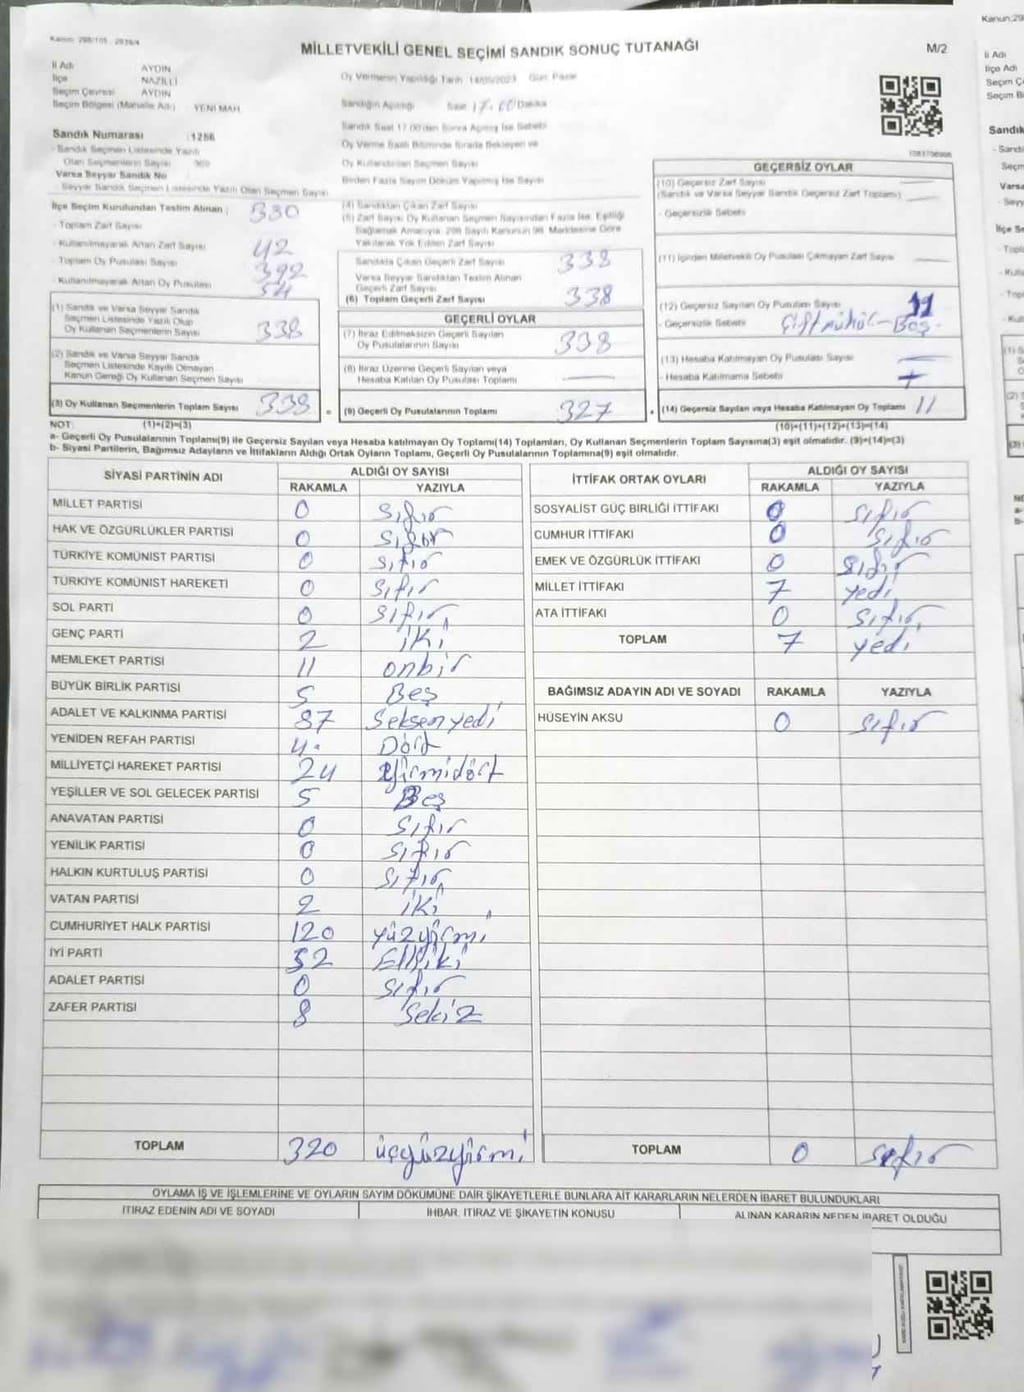 MİLLETVEKİLİ GENEL SEÇİMİ SANDIK SONUÇ TUTANAĞI
M/2
İl Adı AYDIN
İlçe NAZİLLİ
Seçim Çevresi AYDIN
Seçim Bölgesi (Mahalle Adı) YENİ MAH.
Oy Vermenin Yapıldığı Tarih 14/05/2023 Gün Pazar
Sandığın Açıldığı Saat 17:00 Dakika
Sandık Saat 17.00'den Sonra Açılmış İse Sebebi
Oy Verme Saati Bitiminde Sırada Bekleyen ve
Oy Kullandırılan Seçmen Sayısı
Birden Fazla Sayım Döküm Yapılmış İse Sayısı
Sandık Numarası 1256
- Sandık Seçmen Listesinde Yazılı
Olan Seçmenlerin Sayısı
Varsa Seyyar Sandık No
- Seyyar Sandık Seçmen Listesinde Yazılı Olan Seçmen Sayısı
İlçe Seçim Kurulundan Teslim Alınan : 380
- Toplam Zarf Sayısı
- Kullanılmayarak Artan Zarf Sayısı 42
- Toplam Oy Pusulası Sayısı 392
- Kullanılmayarak Artan Oy Pusulası 54
(1) Sandık ve Varsa Seyyar Sandık
Seçmen Listesinde Yazılı Olup
Oy Kullanan Seçmenlerin Sayısı 338
(2) Sandık ve Varsa Seyyar Sandık
Seçmen Listesinde Kayıtlı Olmayan
Kanun Gereği Oy Kullanan Seçmen Sayısı
(3) Oy Kullanan Seçmenlerin Toplam Sayısı 338
(4) Sandıktan Çıkan Zarf Sayısı
(5) Zarf Sayısı Oy Kullanan Seçmen Sayısından Fazla İse, Eşitliği
Sağlamak Amacıyla, 298 Sayılı Kanunun 98. Maddesine Göre
Yakılarak Yok Edilen Zarf Sayısı
Sandıkta Çıkan Geçerli Zarf Sayısı 338
Varsa Seyyar Sandıktan Teslim Alınan
Geçerli Zarf Sayısı
(6) Toplam Geçerli Zarf Sayısı 338
GEÇERLİ OYLAR
(7) İtiraz Edilmeksizin Geçerli Sayılan
Oy Pusulalarının Sayısı 338
(8) İtiraz Üzerine Geçerli Sayılan veya
Hesaba Katılan Oy Pusulası Toplamı
(9) Geçerli Oy Pusulalarının Toplamı 327
GEÇERSİZ OYLAR
(10) Geçersiz Zarf Sayısı
(Sandık ve Varsa Seyyar Sandık Geçersiz Zarf Toplamı)
- Geçersizlik Sebebi
(11) İçinden Milletvekili Oy Pusulası Çıkmayan Zarf Sayısı
(12) Geçersiz Sayılan Oy Pusulası Sayısı 11
- Geçersizlik Sebebi Çift mühür - Boş
(13) Hesaba Katılmayan Oy Pusulası Sayısı
- Hesaba Katılmama Sebebi
(14) Geçersiz Sayılan veya Hesaba Katılmayan Oy Toplamı 11
NOT: (1)+(2)=(3) (10)+(11)+(12)+(13)=(14)
a- Geçerli Oy Pusulalarının Toplamı(9) ile Geçersiz Sayılan veya Hesaba katılmayan Oy Toplamı(14) Toplamları, Oy Kullanan Seçmenlerin Toplam Sayısına(3) eşit olmalıdır. (9)+(14)=(3)
b- Siyasi Partilerin, Bağımsız Adayların ve İttifakların Aldığı Ortak Oyların Toplamı, Geçerli Oy Pusulalarının Toplamına(9) eşit olmalıdır.
SİYASİ PARTİNİN ADI ALDIĞI OY SAYISI
RAKAMLA YAZIYLA
MİLLET PARTİSİ 0 Sıfır
HAK VE ÖZGÜRLÜKLER PARTİSİ 0 Sıfır
TÜRKİYE KOMÜNİST PARTİSİ 0 Sıfır
TÜRKİYE KOMÜNİST HAREKETİ 0 Sıfır
SOL PARTİ 0 Sıfır
GENÇ PARTİ 2 iki
MEMLEKET PARTİSİ 11 onbir
BÜYÜK BİRLİK PARTİSİ 5 Beş
ADALET VE KALKINMA PARTİSİ 87 Seksenyedi
YENİDEN REFAH PARTİSİ 4 Dört
MİLLİYETÇİ HAREKET PARTİSİ 24 Yirmidört
YEŞİLLER VE SOL GELECEK PARTİSİ 5 Beş
ANAVATAN PARTİSİ 0 Sıfır
YENİLİK PARTİSİ 0 Sıfır
HALKIN KURTULUŞ PARTİSİ 0 Sıfır
VATAN PARTİSİ 2 iki
CUMHURİYET HALK PARTİSİ 120 yüzyirmi
İYİ PARTİ 52 Elliiki
ADALET PARTİSİ 0 Sıfır
ZAFER PARTİSİ 8 Sekiz
TOPLAM 320 üçyüzyirmi
İTTİFAK ORTAK OYLARI ALDIĞI OY SAYISI
RAKAMLA YAZIYLA
SOSYALİST GÜÇ BİRLİĞİ İTTİFAKI 0 Sıfır
CUMHUR İTTİFAKI 0 Sıfır
EMEK VE ÖZGÜRLÜK İTTİFAKI 0 Sıfır
MİLLET İTTİFAKI 7 yedi
ATA İTTİFAKI 0 Sıfır
TOPLAM 7 yedi
BAĞIMSIZ ADAYIN ADI VE SOYADI RAKAMLA YAZIYLA
HÜSEYİN AKSU 0 Sıfır
TOPLAM 0 Sıfır
OYLAMA İŞ VE İŞLEMLERİNE VE OYLARIN SAYIM DÖKÜMÜNE DAİR ŞİKAYETLERLE BUNLARA AİT KARARLARIN NELERDEN İBARET BULUNDUKLARI
İTİRAZ EDENİN ADI VE SOYADI İHBAR, İTİRAZ VE ŞİKAYETİN KONUSU ALINAN KARARIN NEDEN İBARET OLDUĞU